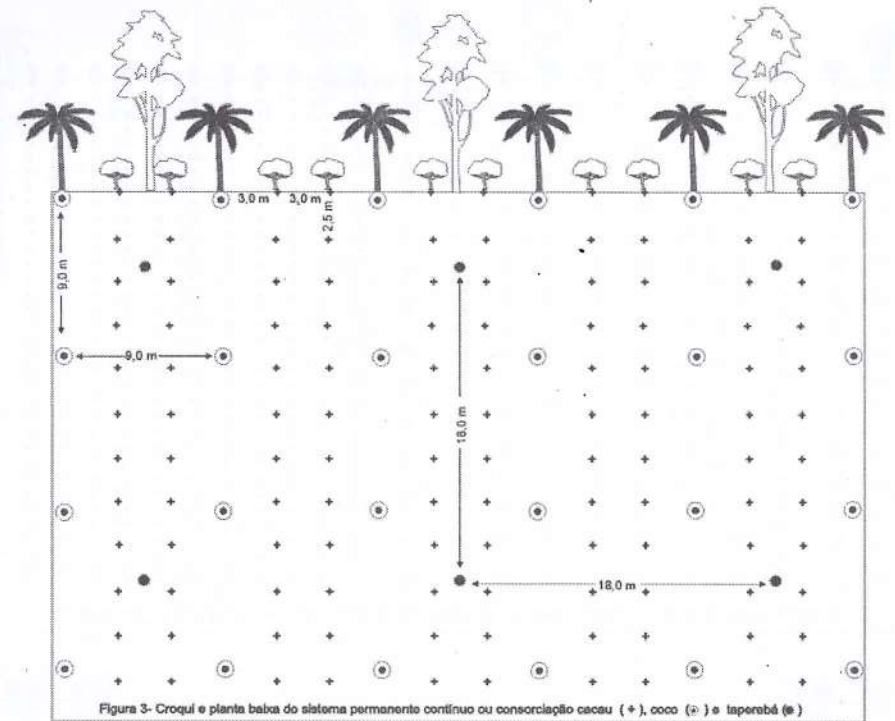 3,0 m 3,0 m
2,5 m
9,0 m
9,0 m
18,0 m
18,0 m
Figura 3- Croqui e planta baixa do sistema permanente contínuo ou consorciação cacau ( + ), coco ( ) e taperebá ( )